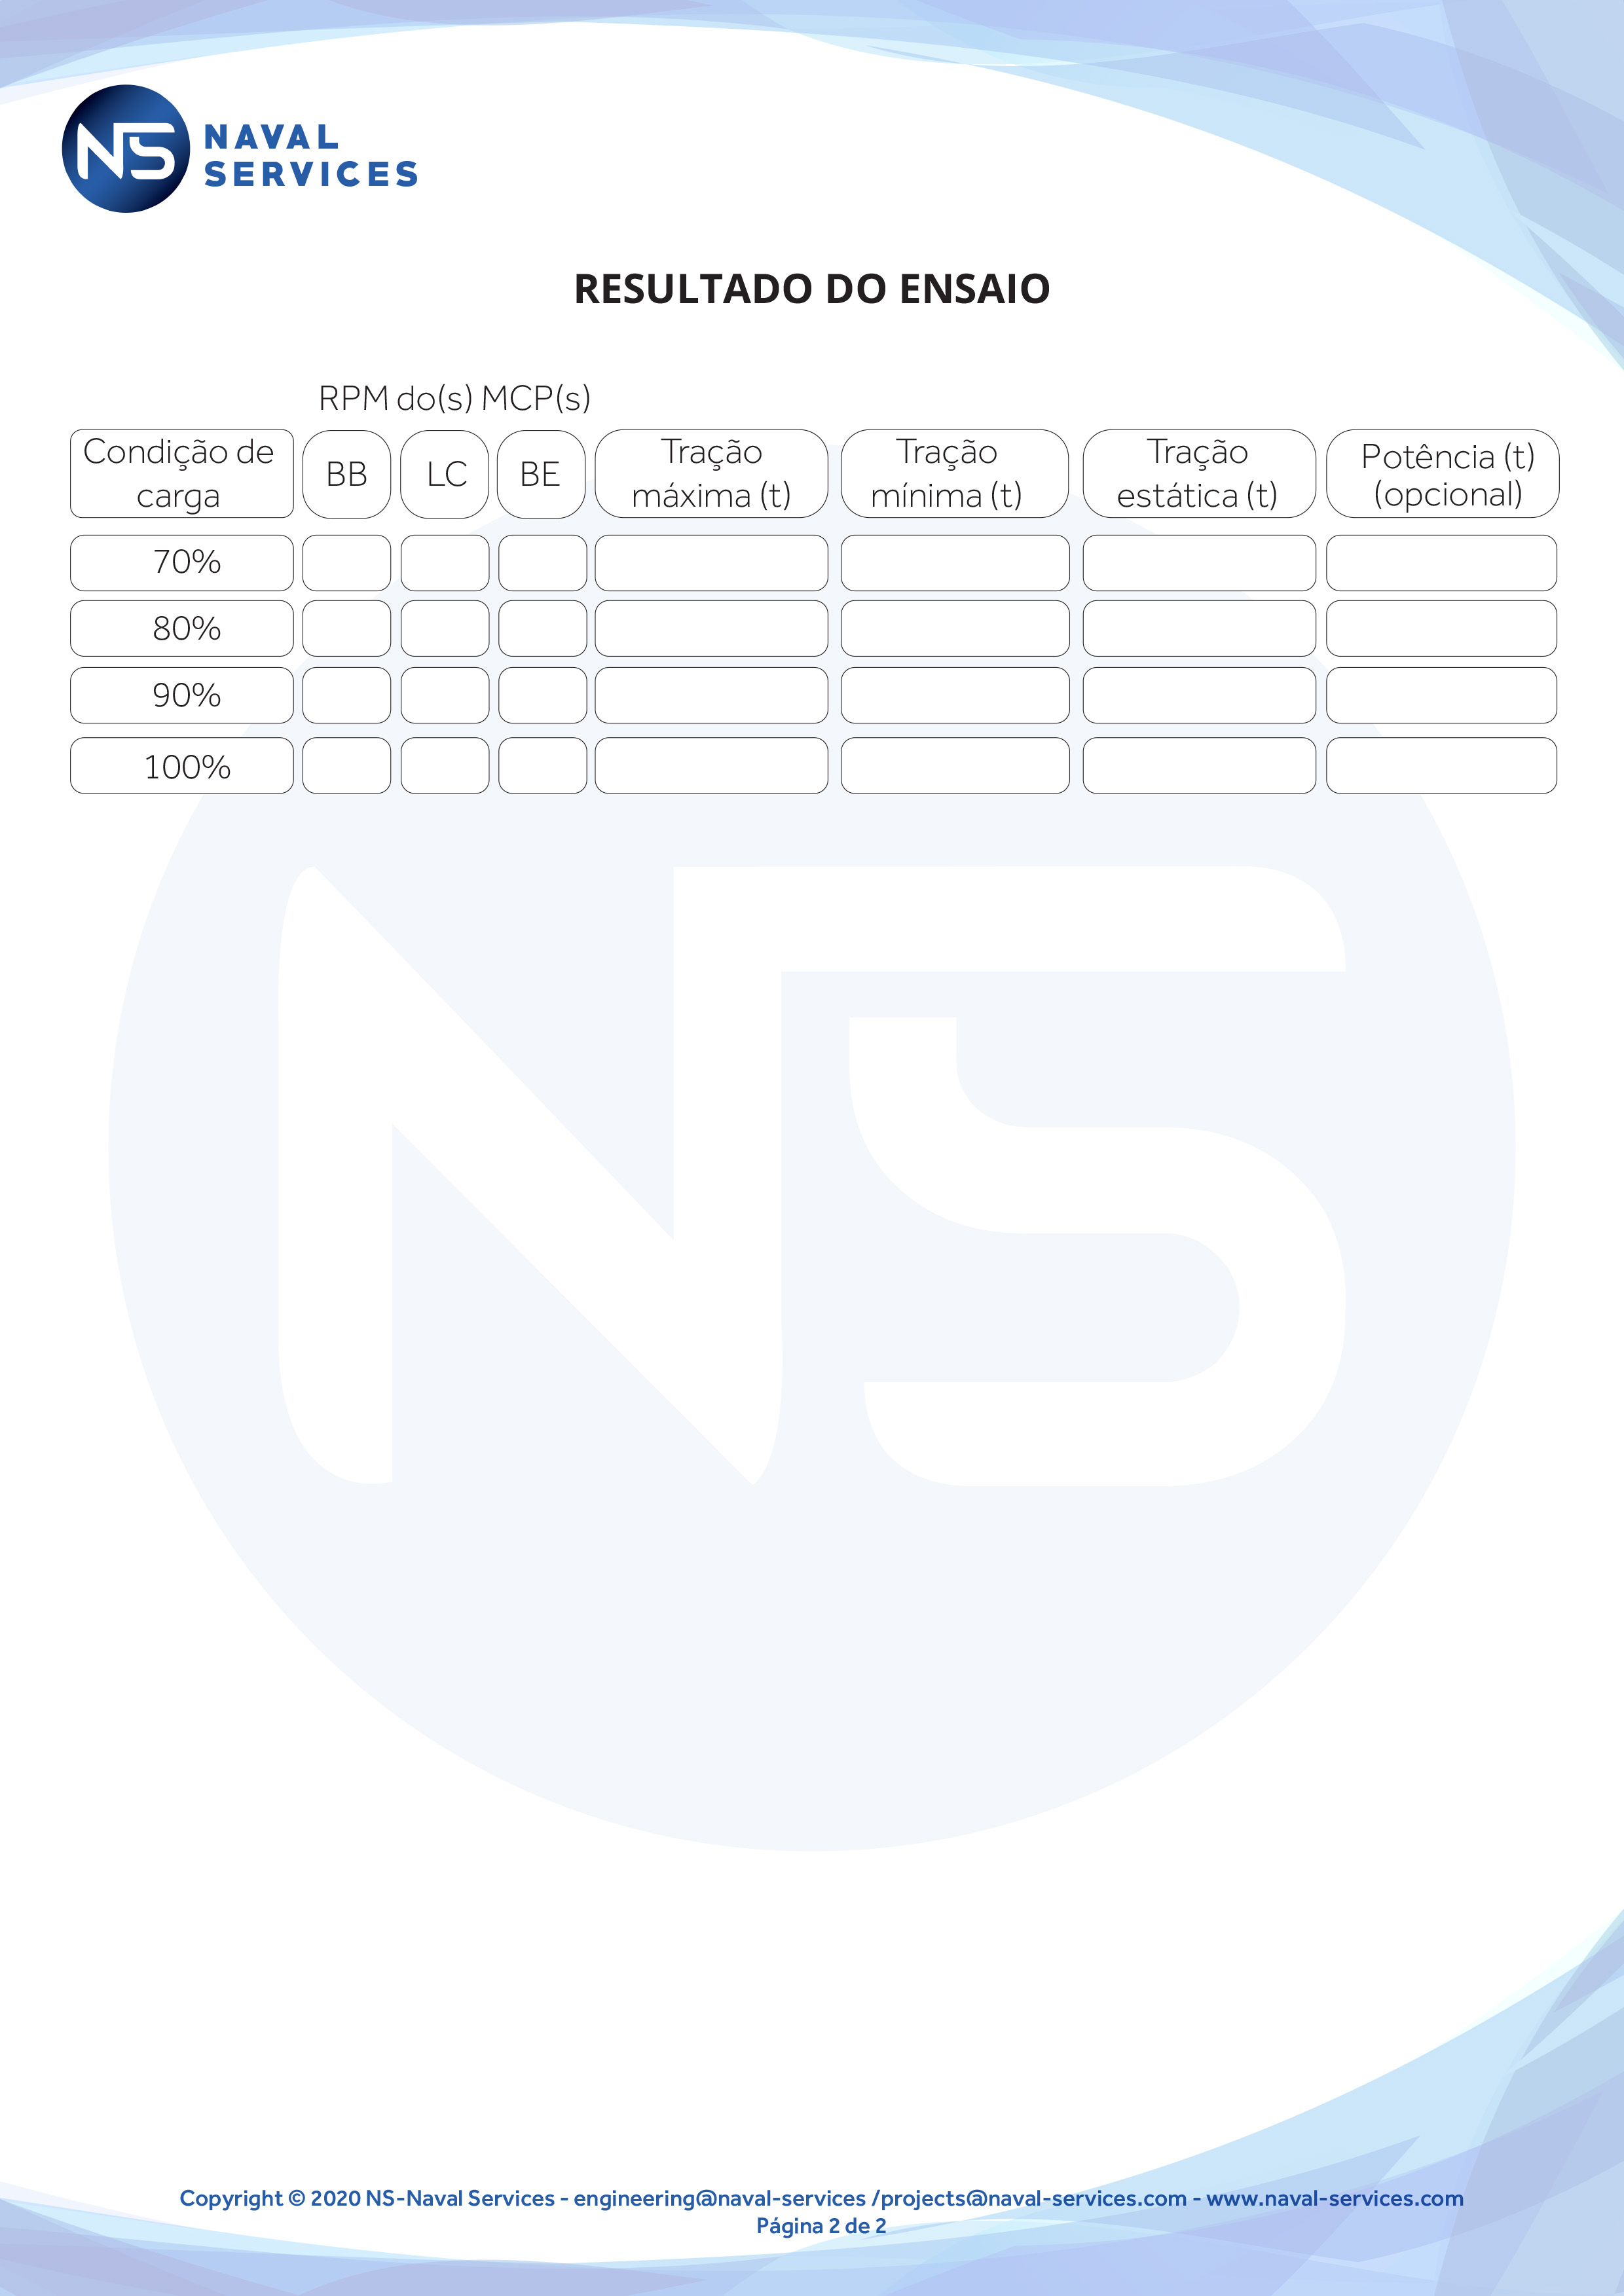 NS NAVAL
SERVICES
RESULTADO DO ENSAIO
RPM do(s) MCP(s)
Condição de
carga
BB
LC
BE
Tração
máxima (t)
Tração
mínima (t)
Tração
estática (t)
Potência (t)
(opcional)
70%
80%
90%
100%
NS
Copyright © 2020 NS-Naval Services - engineering@naval-services /projects@naval-services.com - www.naval-services.com
Página 2 de 2